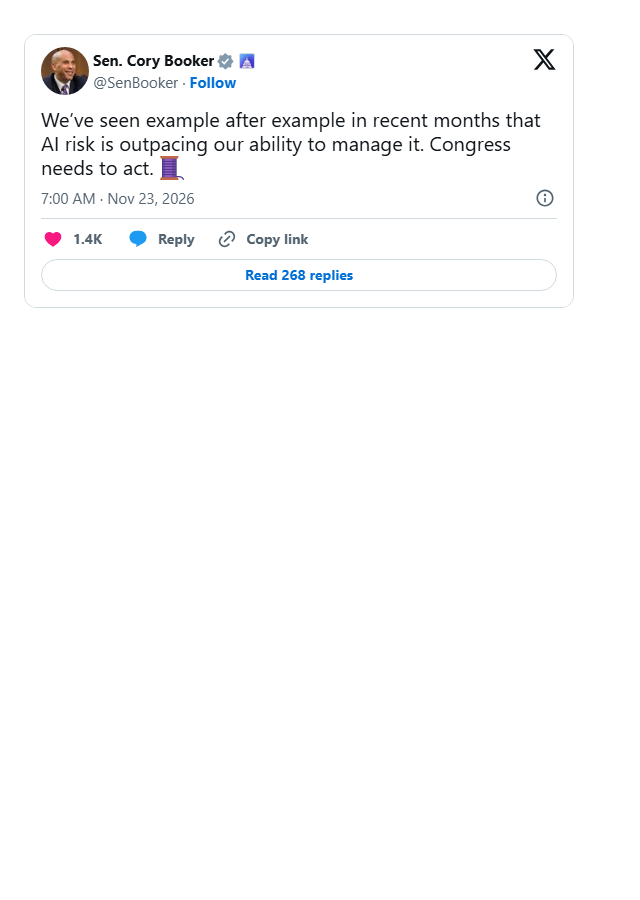 Sen. Cory Booker
@SenBooker · Follow
We’ve seen example after example in recent months that
AI risk is outpacing our ability to manage it. Congress
needs to act. 🧵
7:00 AM · Nov 23, 2026
1.4K Reply Copy link
Read 268 replies